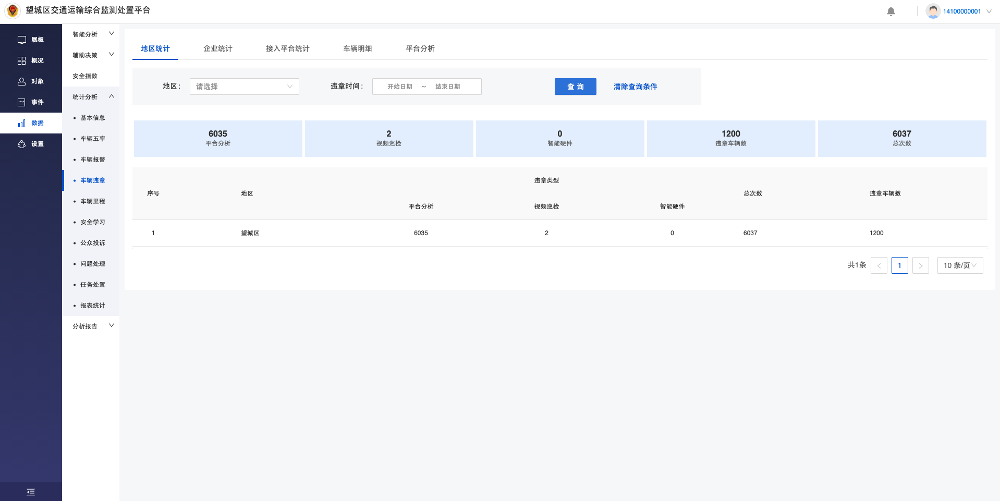 望城区交通运输综合监测处置平台
14100000001
展板
概况
对象
事件
数据
设置
智能分析
辅助决策
安全指数
统计分析
基本信息
车辆五率
车辆报警
车辆违章
车辆里程
安全学习
公众投诉
问题处理
任务处置
报表统计
分析报告
地区统计 企业统计 接入平台统计 车辆明细 平台分析
地区： 请选择 违章时间： 开始日期 ~ 结束日期 查 询 清除查询条件
6035 2 0 1200 6037
平台分析 视频巡检 智能硬件 违章车辆数 总次数
违章类型
序号 地区 总次数 违章车辆数
平台分析 视频巡检 智能硬件
1 望城区 6035 2 0 6037 1200
共1条 < 1 > 10 条/页